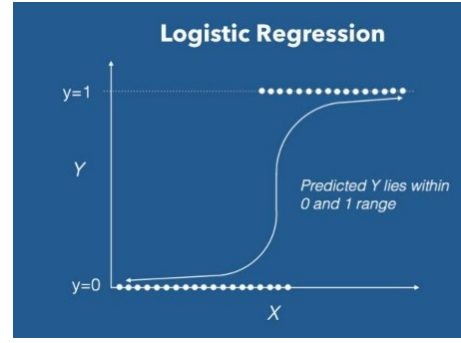 Logistic Regression
y=1
Y
Predicted Y lies within
0 and 1 range
y=0
X